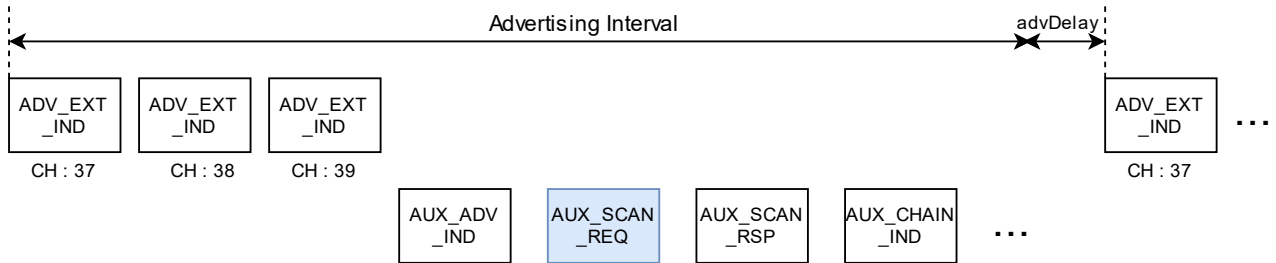 Advertising Interval
advDelay
ADV_EXT
_IND
ADV_EXT
_IND
ADV_EXT
_IND
ADV_EXT
_IND
...
CH : 37
CH : 38
CH : 39
CH : 37
AUX_ADV
_IND
AUX_SCAN
_REQ
AUX_SCAN
_RSP
AUX_CHAIN
_IND
...